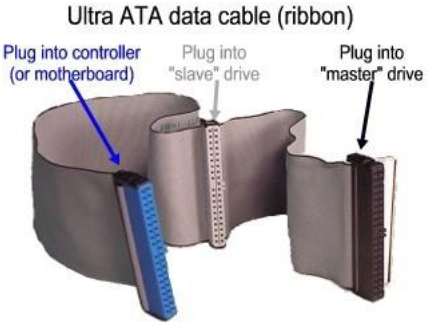 Ultra ATA data cable (ribbon)
Plug into controller
(or motherboard)
Plug into
"slave" drive
Plug into
"master" drive